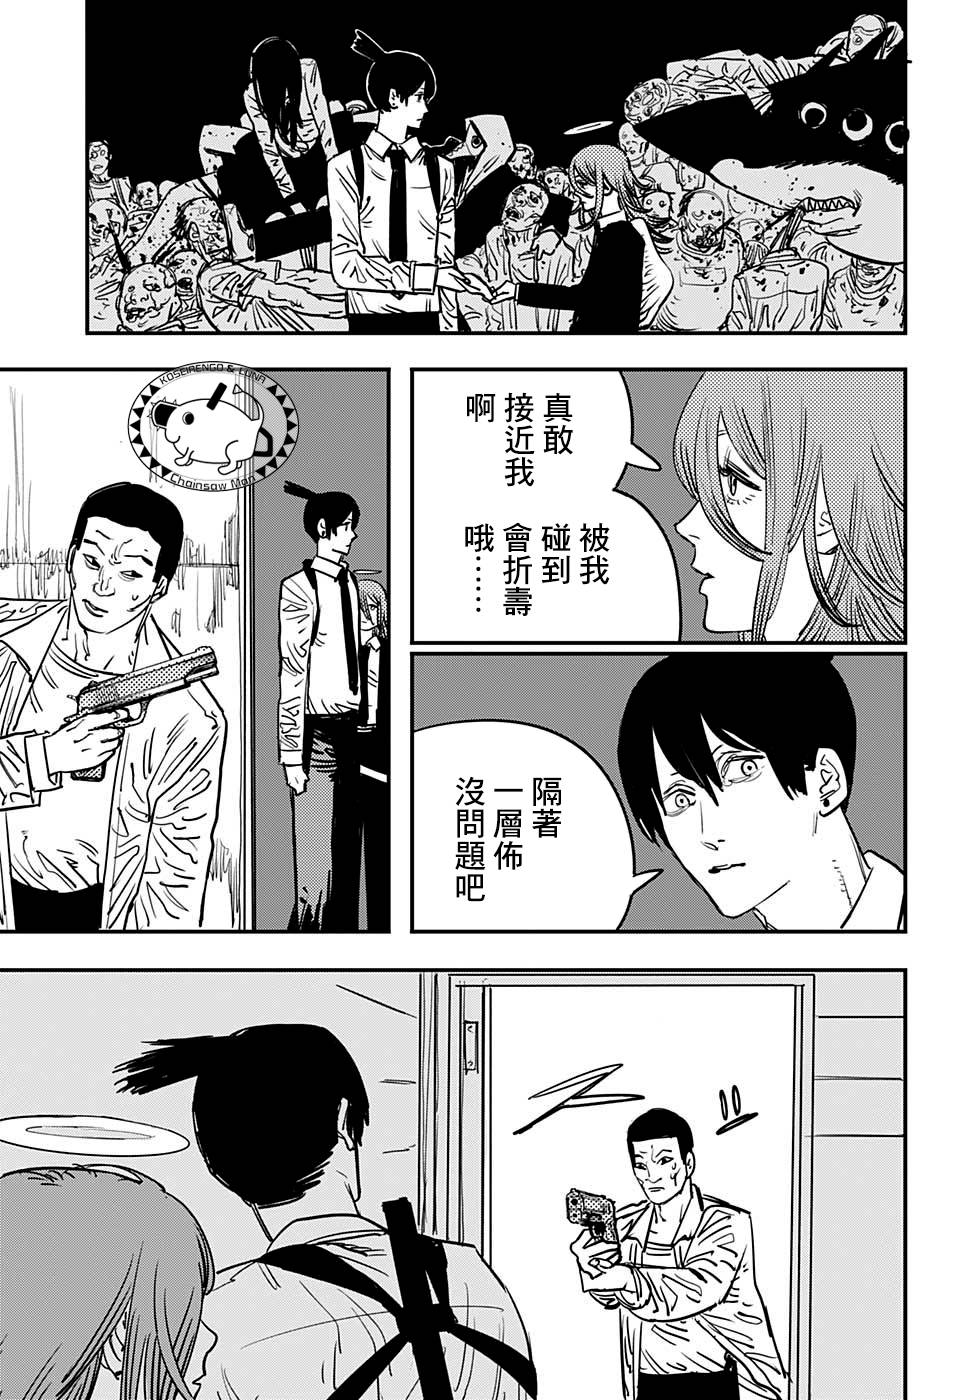 真敢
接近我
啊
被我
碰到
會折壽
哦……
隔著
一層佈
沒問題吧
KOSEIRENGO & LUNA
Chainsaw Man